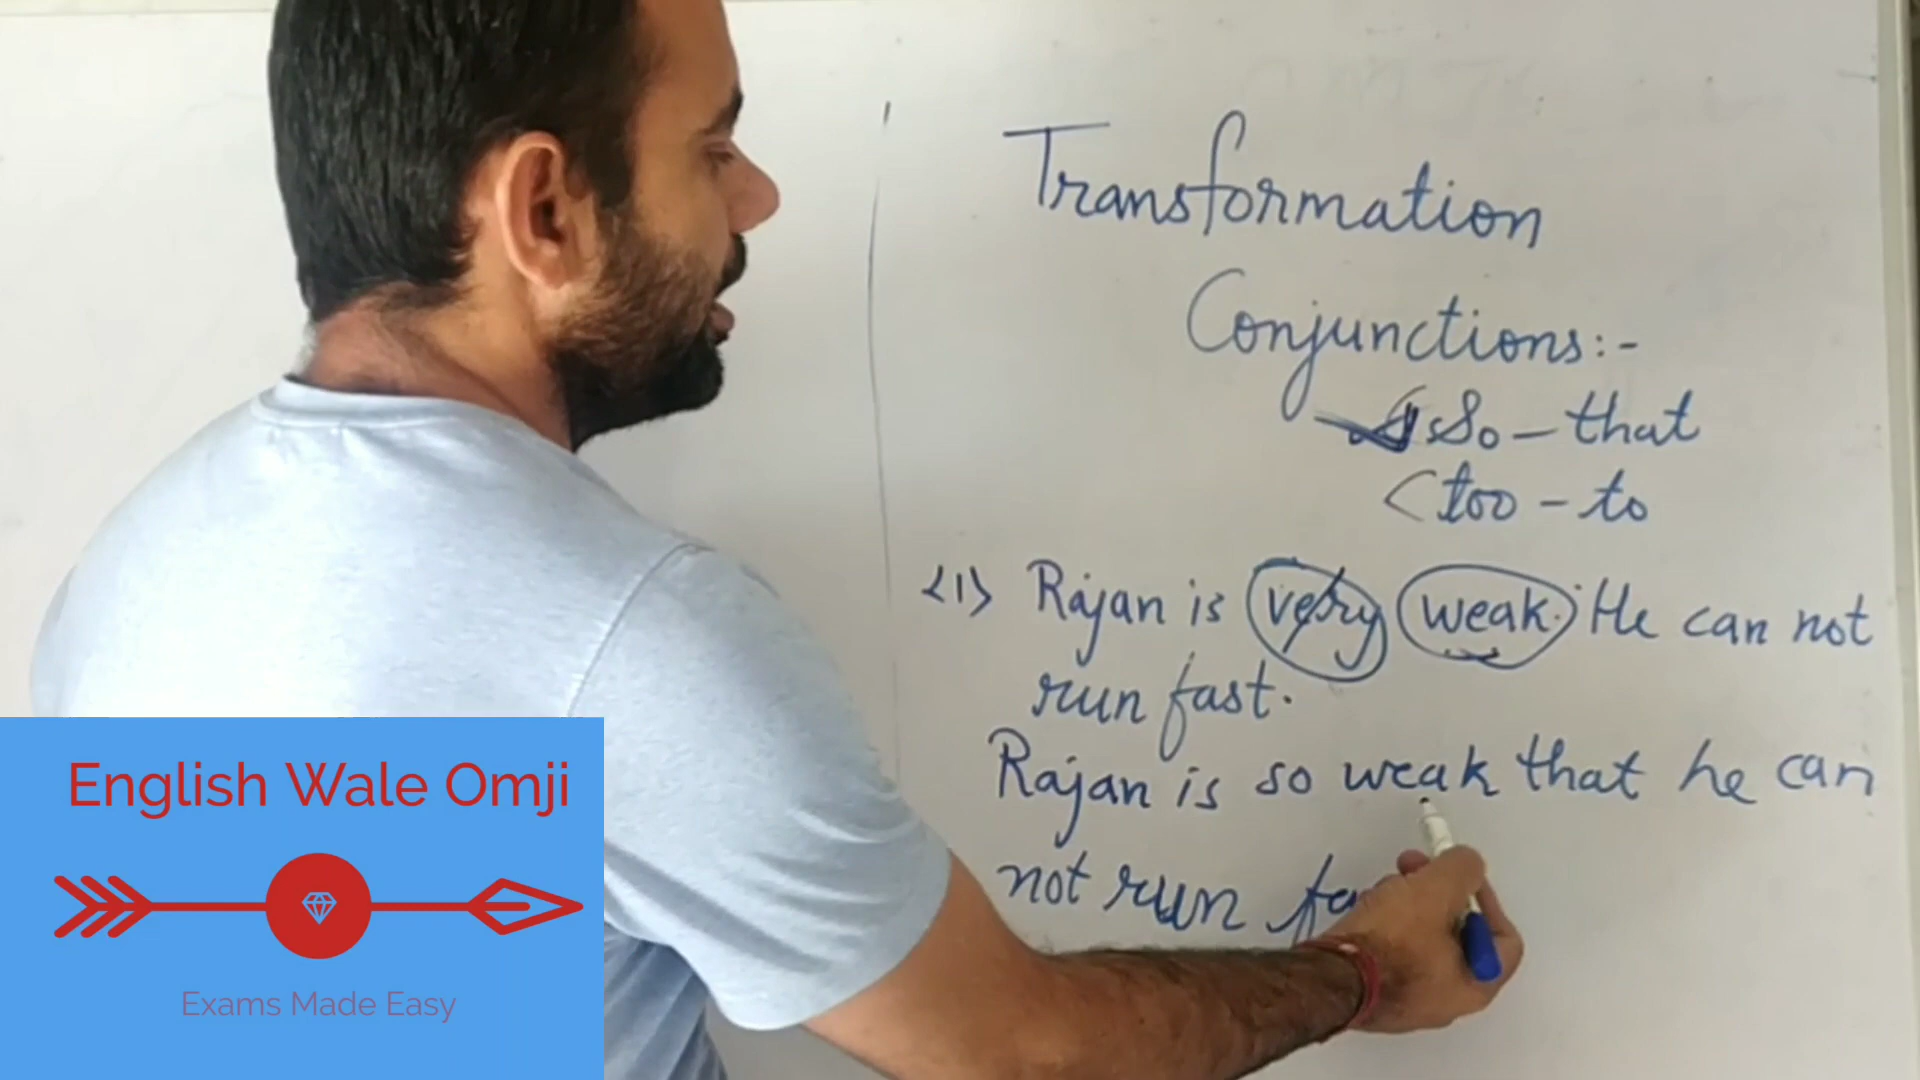 Transformation
Conjunctions:-
So - that
< too - to
<1> Rajan is very weak. He can not
run fast.
Rajan is so weak that he can
not run fa
English Wale Omji
Exams Made Easy